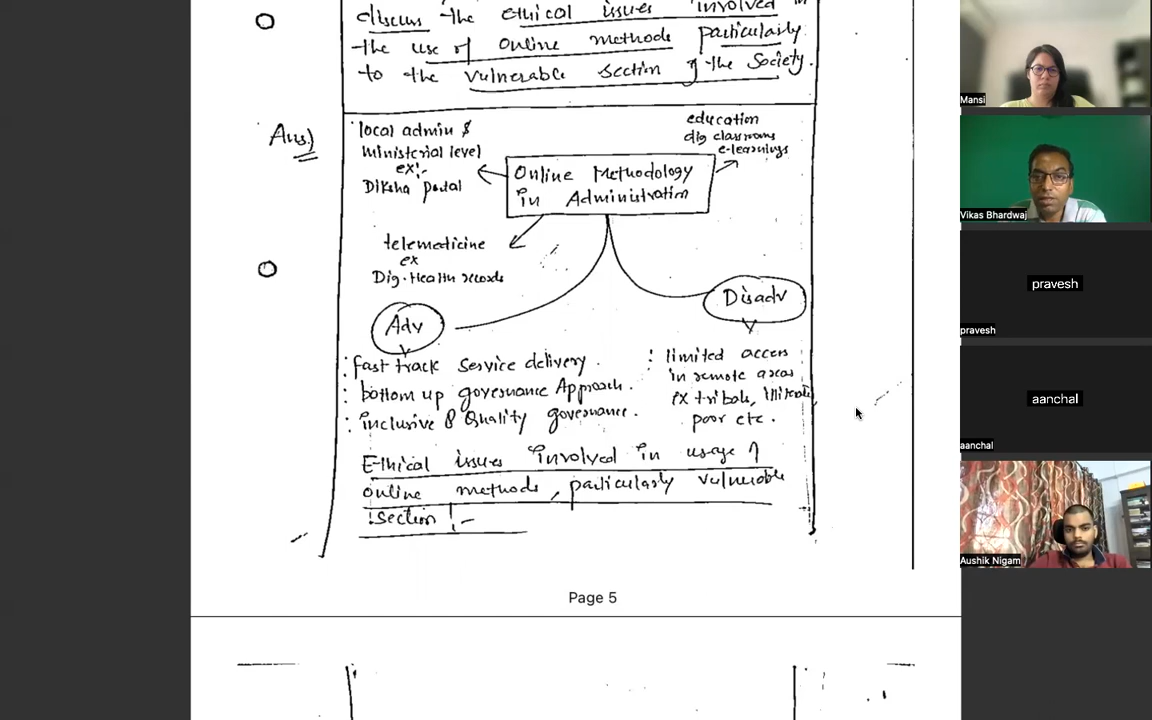 discuss the ethical issues involved in
the use of online methods particularly
to the vulnerable section of the Society.
Ans)
local admin &
ministerial level
ex:-
Diksha portal
education
dig classrooms
e-learnings
Online Methodology
in Administration
telemedicine
ex
Dig. Health records
Adv
Disadv
: fast track service delivery.
: bottom up governance Approach.
: inclusive & Quality governance.
: limited access
in remote areas
ex tribals, illiterate,
poor etc.
Ethical issues involved in usage of
online methods, particularly vulnerable
section :-
Page 5
Mansi
Vikas Bhardwaj
pravesh
pravesh
aanchal
aanchal
Aushik Nigam